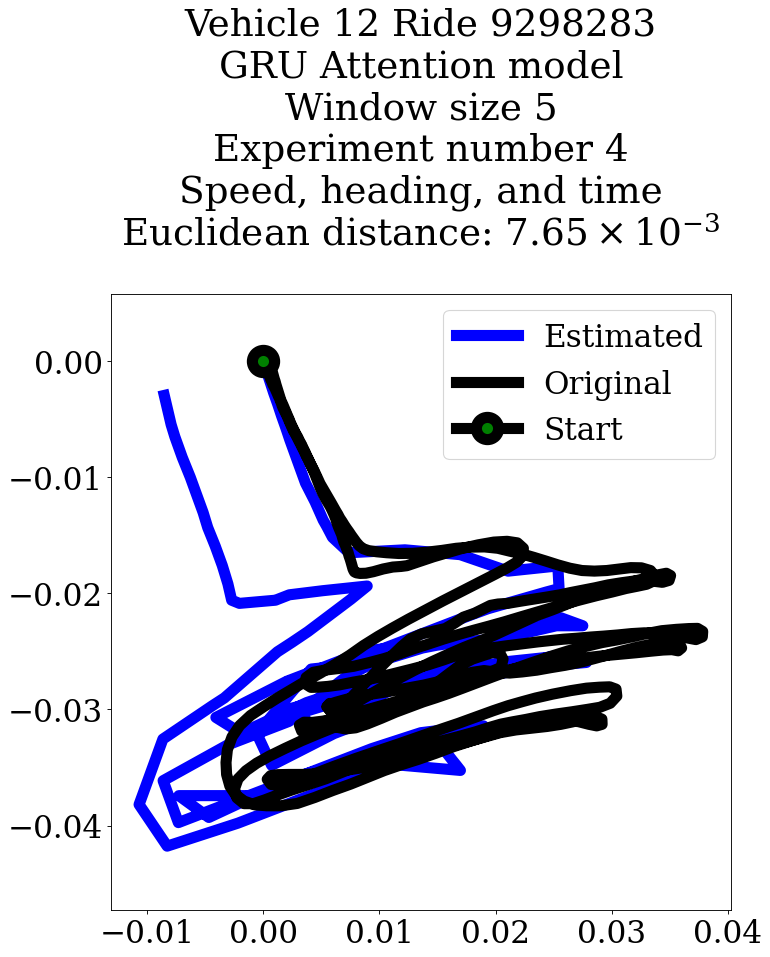 Vehicle 12 Ride 9298283
GRU Attention model
Window size 5
Experiment number 4
Speed, heading, and time
Euclidean distance: 7.65 × 10⁻³
Estimated
Original
Start
0.00
−0.01
−0.02
−0.03
−0.04
−0.01 0.00 0.01 0.02 0.03 0.04